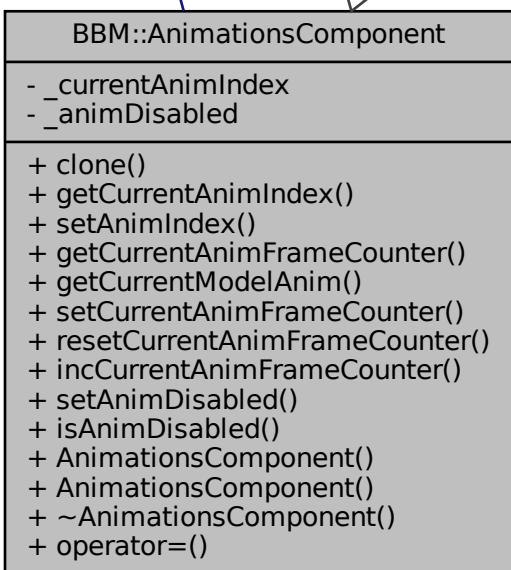 BBM::AnimationsComponent
- _currentAnimIndex
- _animDisabled
+ clone()
+ getCurrentAnimIndex()
+ setAnimIndex()
+ getCurrentAnimFrameCounter()
+ getCurrentModelAnim()
+ setCurrentAnimFrameCounter()
+ resetCurrentAnimFrameCounter()
+ incCurrentAnimFrameCounter()
+ setAnimDisabled()
+ isAnimDisabled()
+ AnimationsComponent()
+ AnimationsComponent()
+ ~AnimationsComponent()
+ operator=()